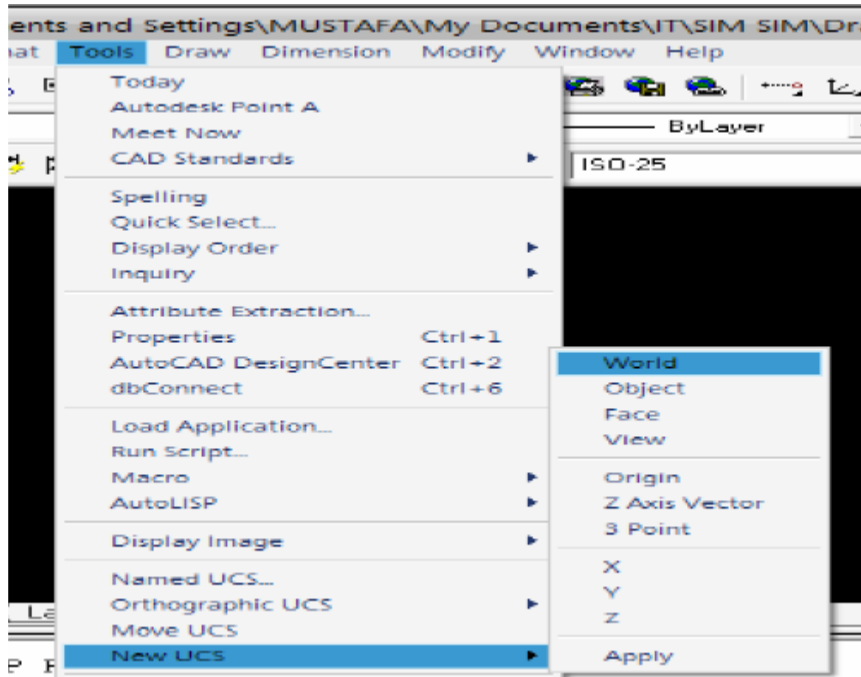 ents and Settings\MUSTAFA\My Documents\IT\SIM SIM\Dr
Tools Draw Dimension Modify Window Help
Today
Autodesk Point A
Meet Now
CAD Standards
ByLayer
ISO-25
Spelling
Quick Select...
Display Order
Inquiry
Attribute Extraction...
Properties Ctrl+1
AutoCAD DesignCenter Ctrl+2
dbConnect Ctrl+6
Load Application...
Run Script...
Macro
AutoLISP
Display Image
Named UCS...
Orthographic UCS
Move UCS
New UCS
World
Object
Face
View
Origin
Z Axis Vector
3 Point
X
Y
Z
Apply